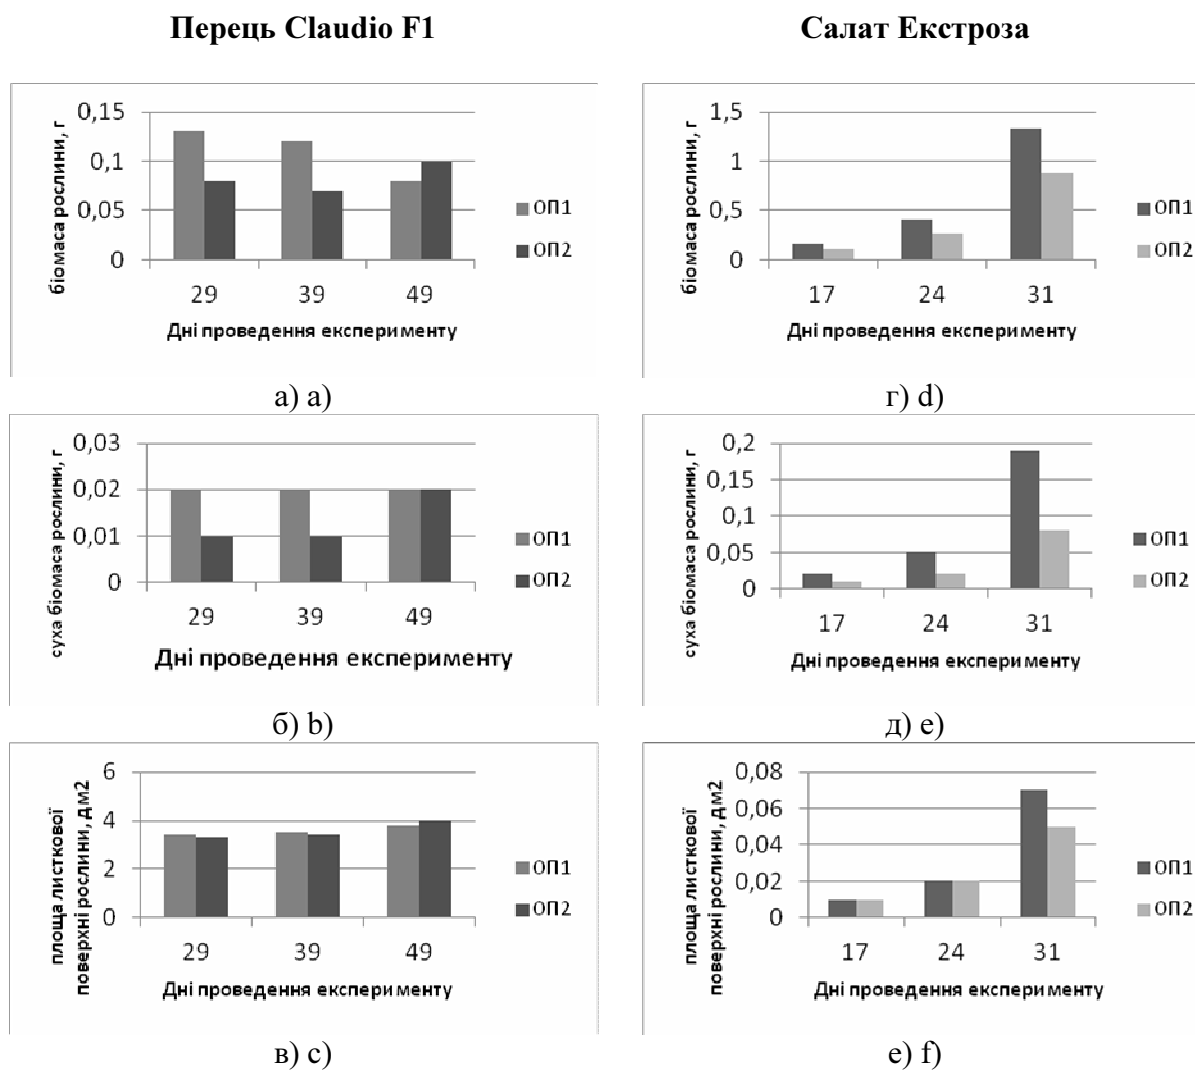 Перець Claudio F1
Салат Екстроза
біомаса рослини, г
0,15
0,1
0,05
0
29 39 49
Дні проведення експерименту
ОП1
ОП2
а) a)
біомаса рослини, г
1,5
1
0,5
0
17 24 31
Дні проведення експерименту
ОП1
ОП2
г) d)
суха біомаса рослини, г
0,03
0,02
0,01
0
29 39 49
Дні проведення експерименту
ОП1
ОП2
б) b)
суха біомаса рослини, г
0,2
0,15
0,1
0,05
0
17 24 31
Дні проведення експерименту
ОП1
ОП2
д) e)
площа листкової
поверхні рослини, дм2
6
4
2
0
29 39 49
Дні проведення експерименту
ОП1
ОП2
в) c)
площа листкової
поверхні рослини, дм2
0,08
0,06
0,04
0,02
0
17 24 31
Дні проведення експерименту
ОП1
ОП2
е) f)